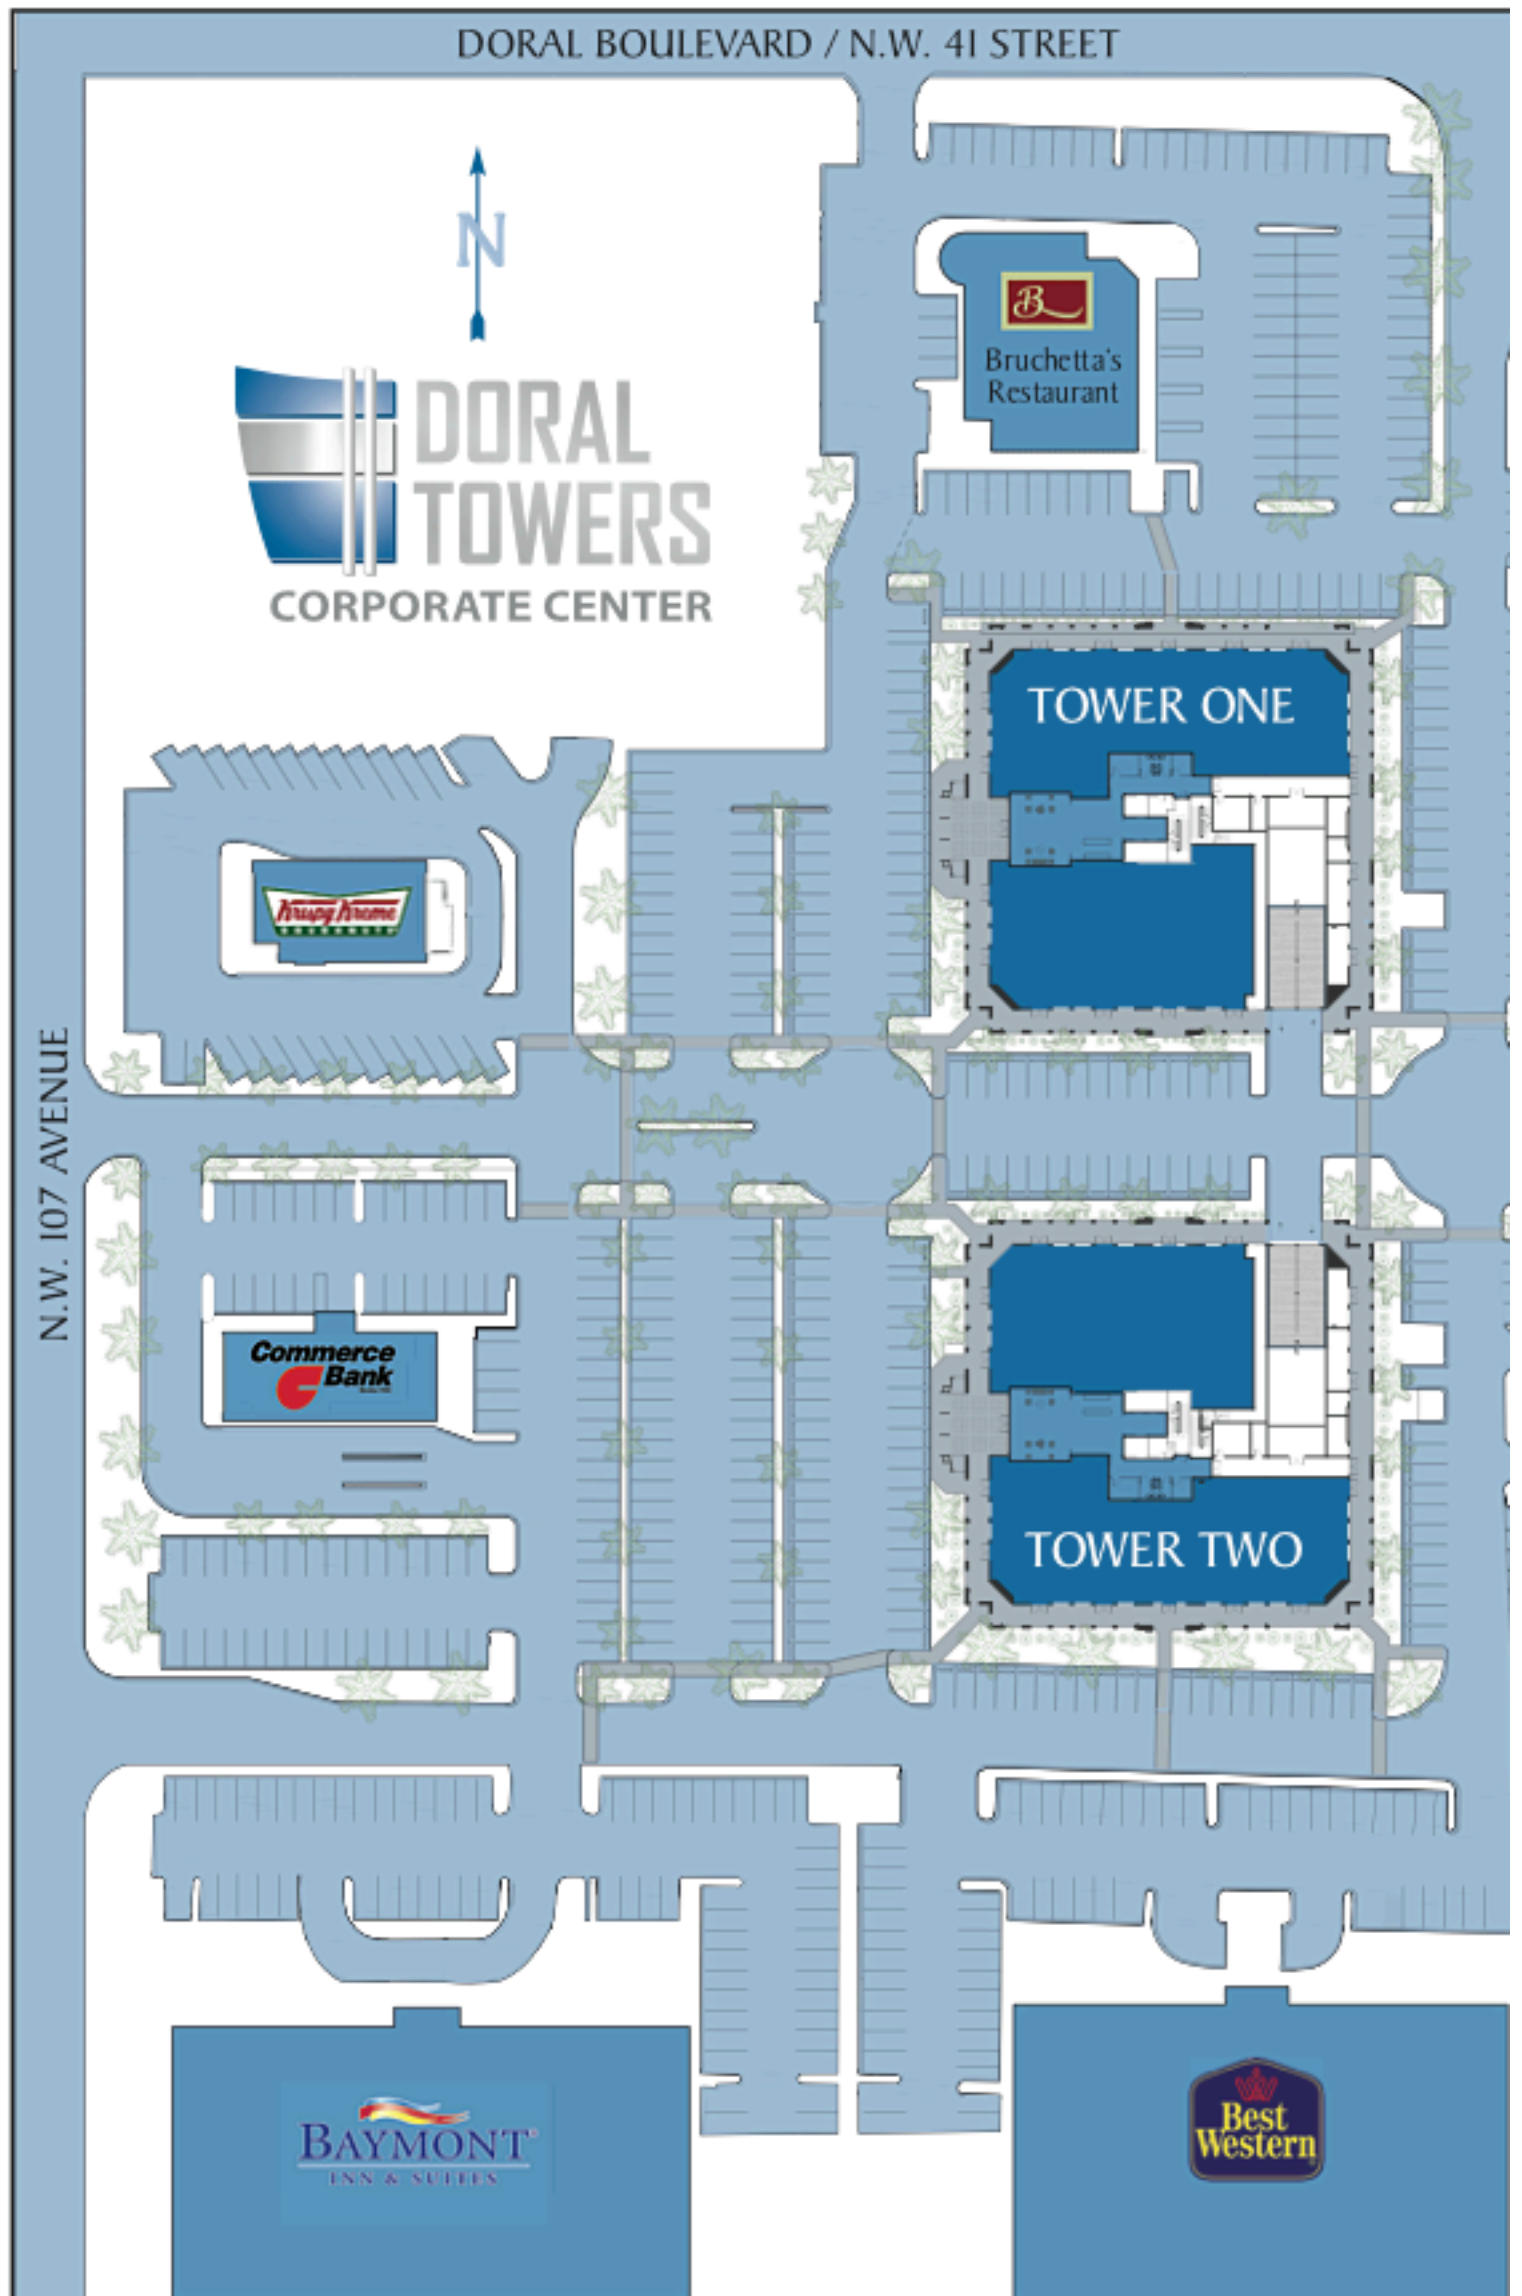 DORAL BOULEVARD / N.W. 41 STREET
N
B
Bruchetta's
Restaurant
DORAL
TOWERS
CORPORATE CENTER
TOWER ONE
Krispy Kreme
DOUGHNUTS
N.W. 107 AVENUE
Commerce
Bank
TOWER TWO
BAYMONT
INN & SUITES
Best
Western